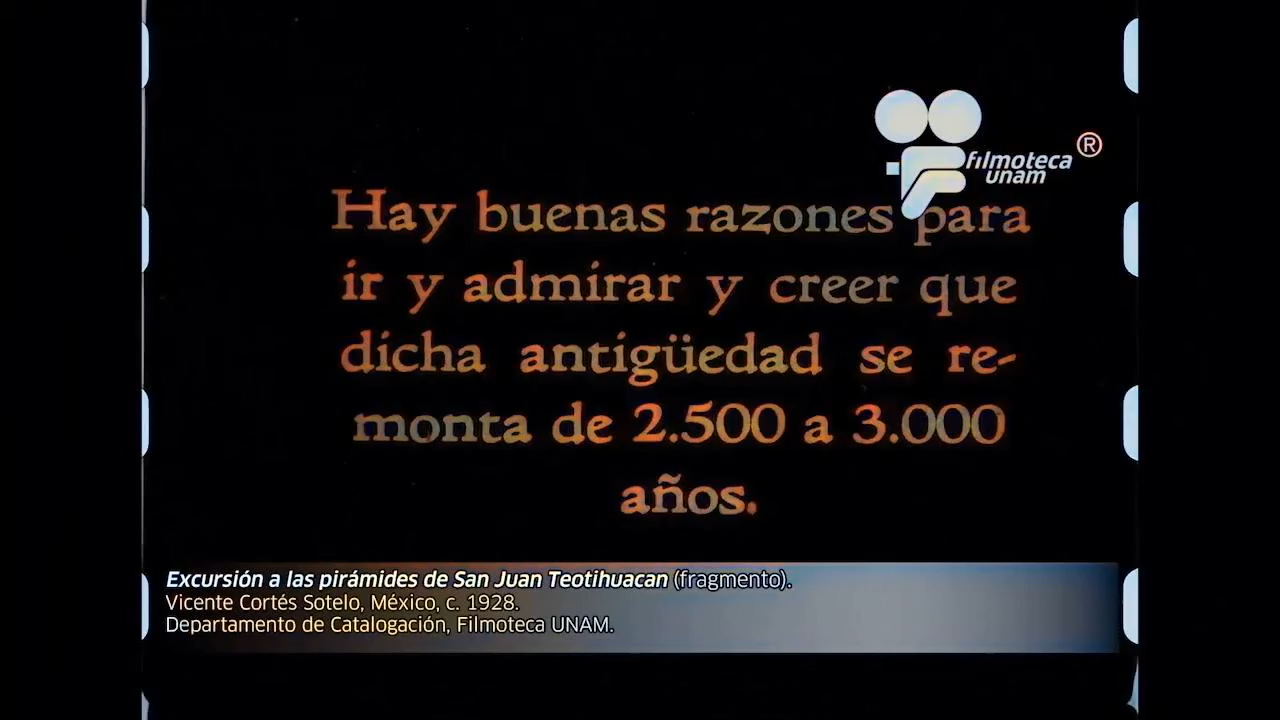 filmoteca
unam
®
Hay buenas razones para
ir y admirar y creer que
dicha antigüedad se re-
monta de 2.500 a 3.000
años.
Excursión a las pirámides de San Juan Teotihuacan (fragmento).
Vicente Cortés Sotelo, México, c. 1928.
Departamento de Catalogación, Filmoteca UNAM.